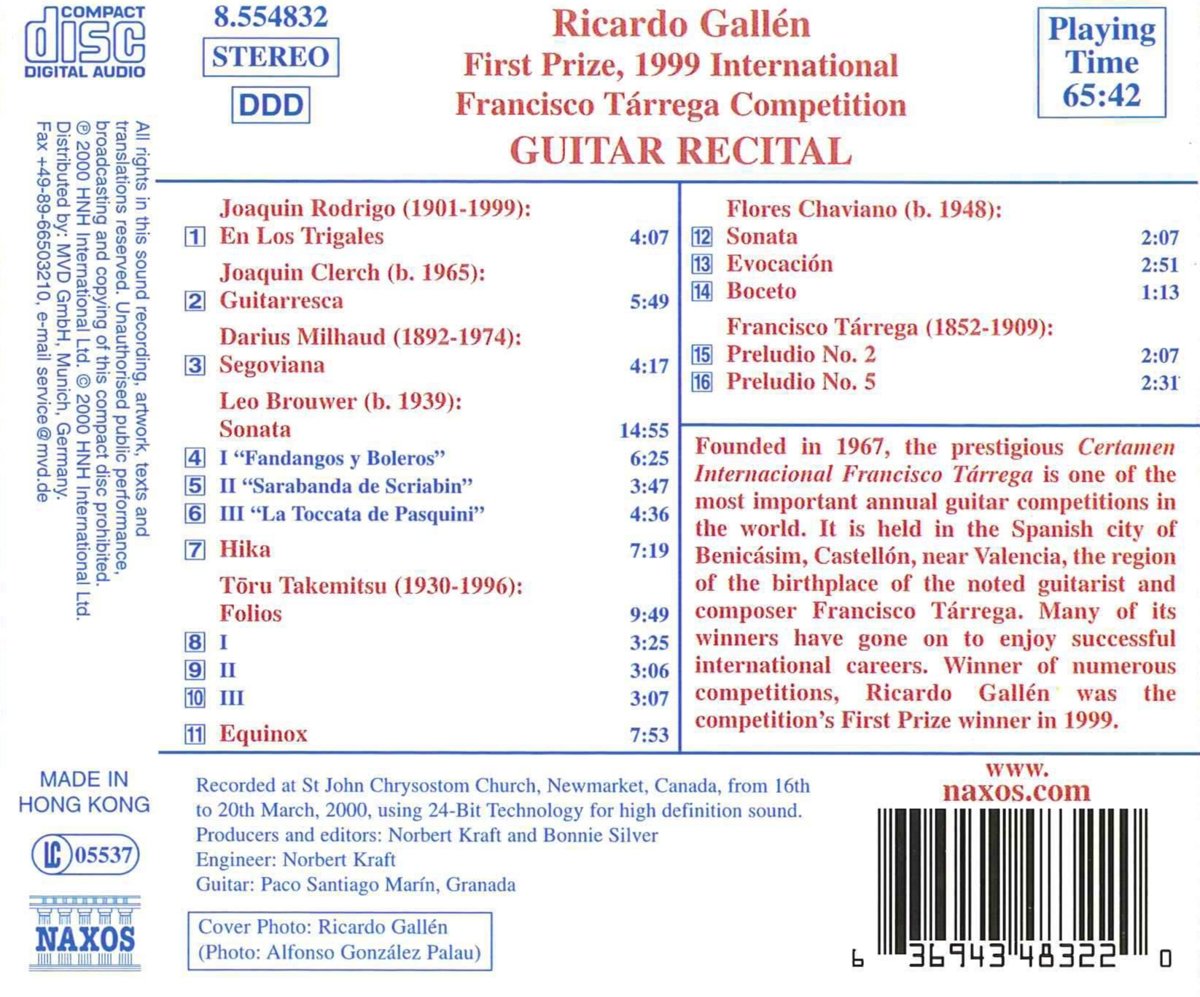 COMPACT
disc
DIGITAL AUDIO
8.554832
STEREO
DDD
Ricardo Gallén
First Prize, 1999 International
Francisco Tárrega Competition
GUITAR RECITAL
Playing
Time
65:42
All rights in this sound recording, artwork, texts and
translations reserved. Unauthorised public performance,
broadcasting and copying of this compact disc prohibited.
℗ 2000 HNH International Ltd. © 2000 HNH International Ltd.
Distributed by: MVD GmbH, Munich, Germany.
Fax +49-89-66503210, e-mail service@mvd.de
Joaquin Rodrigo (1901-1999):
1 En Los Trigales 4:07
Joaquin Clerch (b. 1965):
2 Guitarresca 5:49
Darius Milhaud (1892-1974):
3 Segoviana 4:17
Leo Brouwer (b. 1939):
Sonata 14:55
4 I “Fandangos y Boleros” 6:25
5 II “Sarabanda de Scriabin” 3:47
6 III “La Toccata de Pasquini” 4:36
7 Hika 7:19
Tōru Takemitsu (1930-1996):
Folios 9:49
8 I 3:25
9 II 3:06
10 III 3:07
11 Equinox 7:53
Flores Chaviano (b. 1948):
12 Sonata 2:07
13 Evocación 2:51
14 Boceto 1:13
Francisco Tárrega (1852-1909):
15 Preludio No. 2 2:07
16 Preludio No. 5 2:31
Founded in 1967, the prestigious Certamen
Internacional Francisco Tárrega is one of the
most important annual guitar competitions in
the world. It is held in the Spanish city of
Benicásim, Castellón, near Valencia, the region
of the birthplace of the noted guitarist and
composer Francisco Tárrega. Many of its
winners have gone on to enjoy successful
international careers. Winner of numerous
competitions, Ricardo Gallén was the
competition’s First Prize winner in 1999.
MADE IN
HONG KONG
LC 05537
NAXOS
Recorded at St John Chrysostom Church, Newmarket, Canada, from 16th
to 20th March, 2000, using 24-Bit Technology for high definition sound.
Producers and editors: Norbert Kraft and Bonnie Silver
Engineer: Norbert Kraft
Guitar: Paco Santiago Marín, Granada
Cover Photo: Ricardo Gallén
(Photo: Alfonso González Palau)
www.
naxos.com
6 36943 48322 0